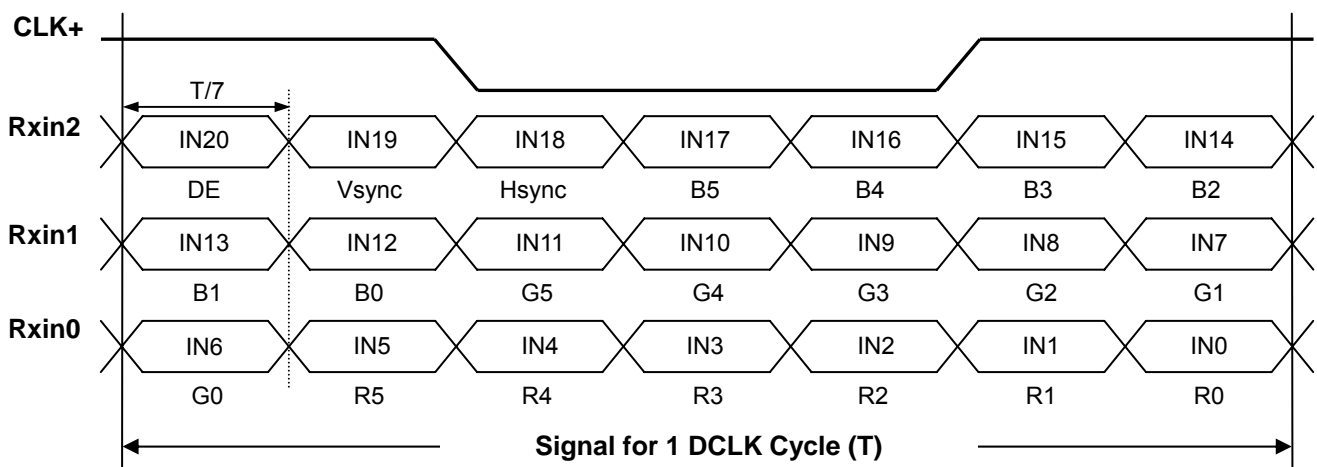 CLK+
T/7
Rxin2 IN20 IN19 IN18 IN17 IN16 IN15 IN14
DE Vsync Hsync B5 B4 B3 B2
Rxin1 IN13 IN12 IN11 IN10 IN9 IN8 IN7
B1 B0 G5 G4 G3 G2 G1
Rxin0 IN6 IN5 IN4 IN3 IN2 IN1 IN0
G0 R5 R4 R3 R2 R1 R0
Signal for 1 DCLK Cycle (T)